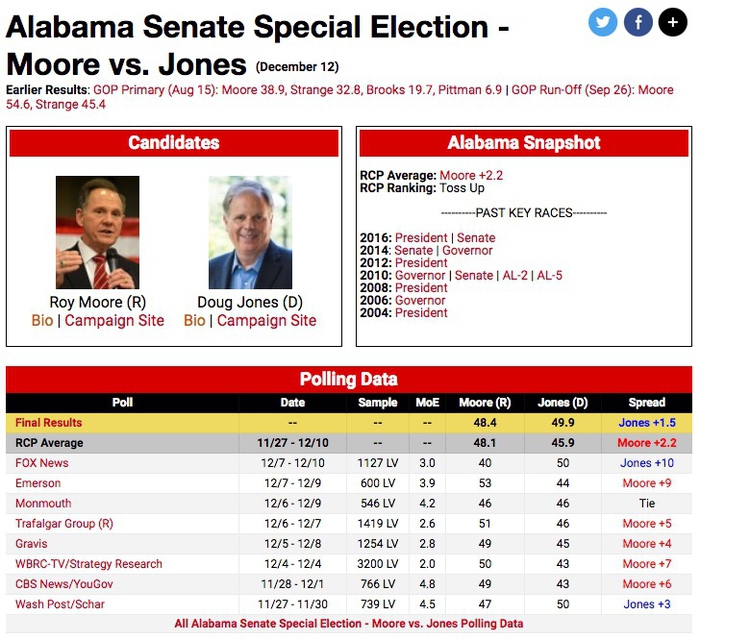 Alabama Senate Special Election -
Moore vs. Jones (December 12)
Earlier Results: GOP Primary (Aug 15): Moore 38.9, Strange 32.8, Brooks 19.7, Pittman 6.9 | GOP Run-Off (Sep 26): Moore
54.6, Strange 45.4
Candidates
Roy Moore (R)
Bio | Campaign Site
Doug Jones (D)
Bio | Campaign Site
Alabama Snapshot
RCP Average: Moore +2.2
RCP Ranking: Toss Up
----------PAST KEY RACES----------
2016: President | Senate
2014: Senate | Governor
2012: President
2010: Governor | Senate | AL-2 | AL-5
2008: President
2006: Governor
2004: President
Polling Data
Poll Date Sample MoE Moore (R) Jones (D) Spread
Final Results -- -- -- 48.4 49.9 Jones +1.5
RCP Average 11/27 - 12/10 -- -- 48.1 45.9 Moore +2.2
FOX News 12/7 - 12/10 1127 LV 3.0 40 50 Jones +10
Emerson 12/7 - 12/9 600 LV 3.9 53 44 Moore +9
Monmouth 12/6 - 12/9 546 LV 4.2 46 46 Tie
Trafalgar Group (R) 12/6 - 12/7 1419 LV 2.6 51 46 Moore +5
Gravis 12/5 - 12/8 1254 LV 2.8 49 45 Moore +4
WBRC-TV/Strategy Research 12/4 - 12/4 3200 LV 2.0 50 43 Moore +7
CBS News/YouGov 11/28 - 12/1 766 LV 4.8 49 43 Moore +6
Wash Post/Schar 11/27 - 11/30 739 LV 4.5 47 50 Jones +3
All Alabama Senate Special Election - Moore vs. Jones Polling Data